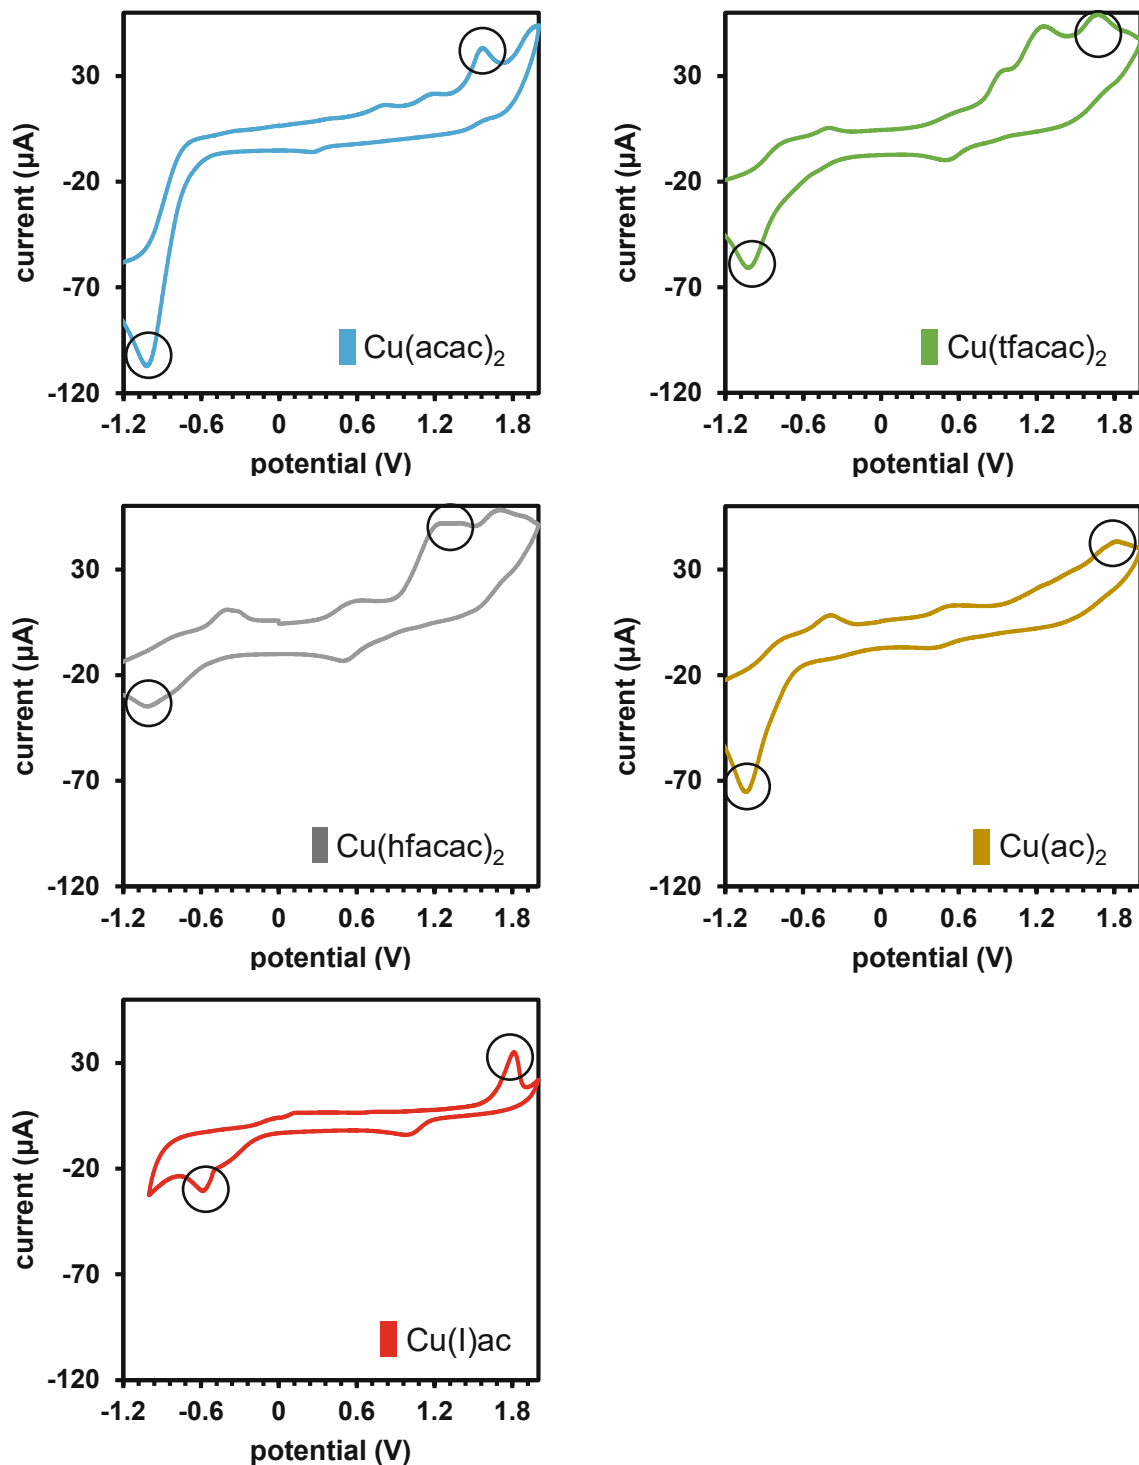 30
-20
-70
-120
current (µA)
Cu(acac)2
-1.2 -0.6 0 0.6 1.2 1.8
potential (V)
30
-20
-70
-120
current (µA)
Cu(tfacac)2
-1.2 -0.6 0 0.6 1.2 1.8
potential (V)
30
-20
-70
-120
current (µA)
Cu(hfacac)2
-1.2 -0.6 0 0.6 1.2 1.8
potential (V)
30
-20
-70
-120
current (µA)
Cu(ac)2
-1.2 -0.6 0 0.6 1.2 1.8
potential (V)
30
-20
-70
-120
current (µA)
Cu(I)ac
-1.2 -0.6 0 0.6 1.2 1.8
potential (V)